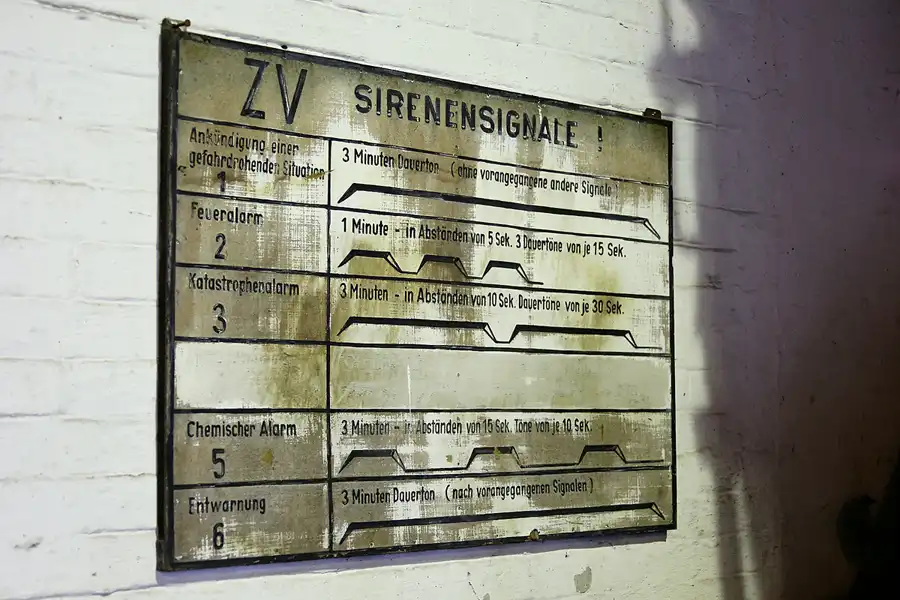 ZV SIRENENSIGNALE !
Ankündigung einer
gefahrdrohenden Situation
1
3 Minuten Dauerton (ohne vorangegangene andere Signale)
Feueralarm
2
1 Minute - in Abständen von 5 Sek. 3 Dauertöne von je 15 Sek.
Katastrophenalarm
3
3 Minuten - in Abständen von 10 Sek. Dauertöne von je 30 Sek.
Chemischer Alarm
5
3 Minuten - in Abständen von 15 Sek. Töne von je 10 Sek.
Entwarnung
6
3 Minuten Dauerton (nach vorangegangenen Signalen)